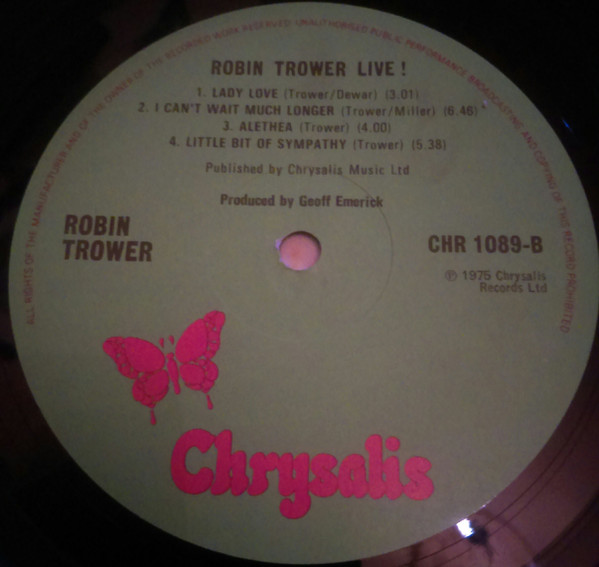 ALL RIGHTS OF THE MANUFACTURER AND OF THE OWNER OF THE RECORDED WORK RESERVED UNAUTHORISED PUBLIC PERFORMANCE BROADCASTING AND COPYING OF THIS RECORD PROHIBITED
ROBIN TROWER LIVE !
1. LADY LOVE (Trower/Dewar) (3.01)
2. I CAN'T WAIT MUCH LONGER (Trower/Miller) (6.46)
3. ALETHEA (Trower) (4.00)
4. LITTLE BIT OF SYMPATHY (Trower) (5.38)
Published by Chrysalis Music Ltd
Produced by Geoff Emerick
ROBIN
TROWER
CHR 1089-B
℗ 1975 Chrysalis
Records Ltd
Chrysalis